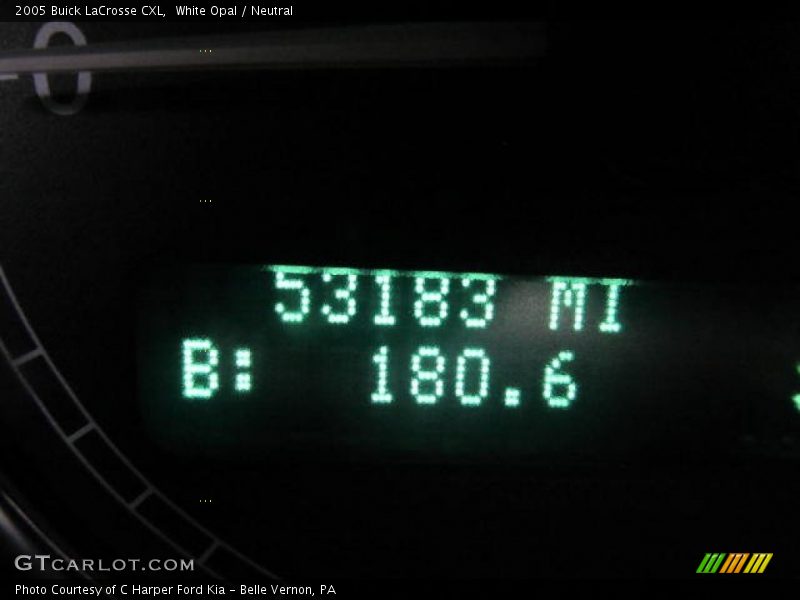 2005 Buick LaCrosse CXL,  White Opal / Neutral
0
53183 MI
B: 180.6
GTCARLOT.COM
Photo Courtesy of C Harper Ford Kia - Belle Vernon, PA